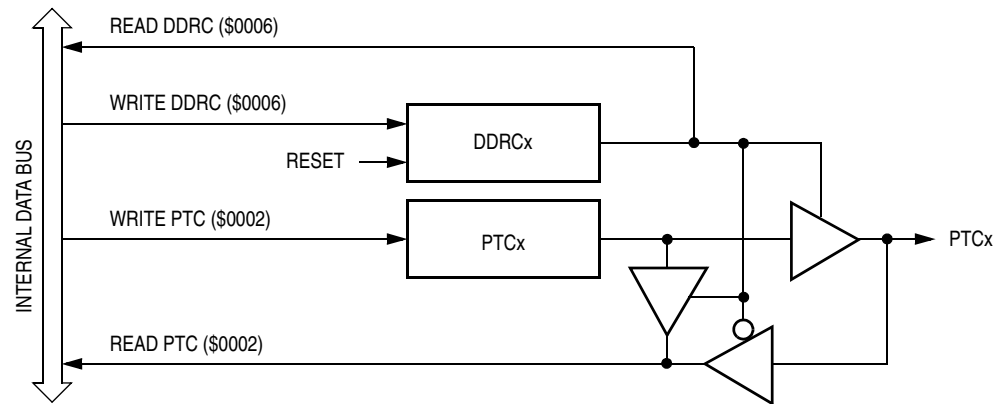 READ DDRC ($0006)
WRITE DDRC ($0006)
DDRCx
RESET
WRITE PTC ($0002)
PTCx
PTCx
READ PTC ($0002)
INTERNAL DATA BUS